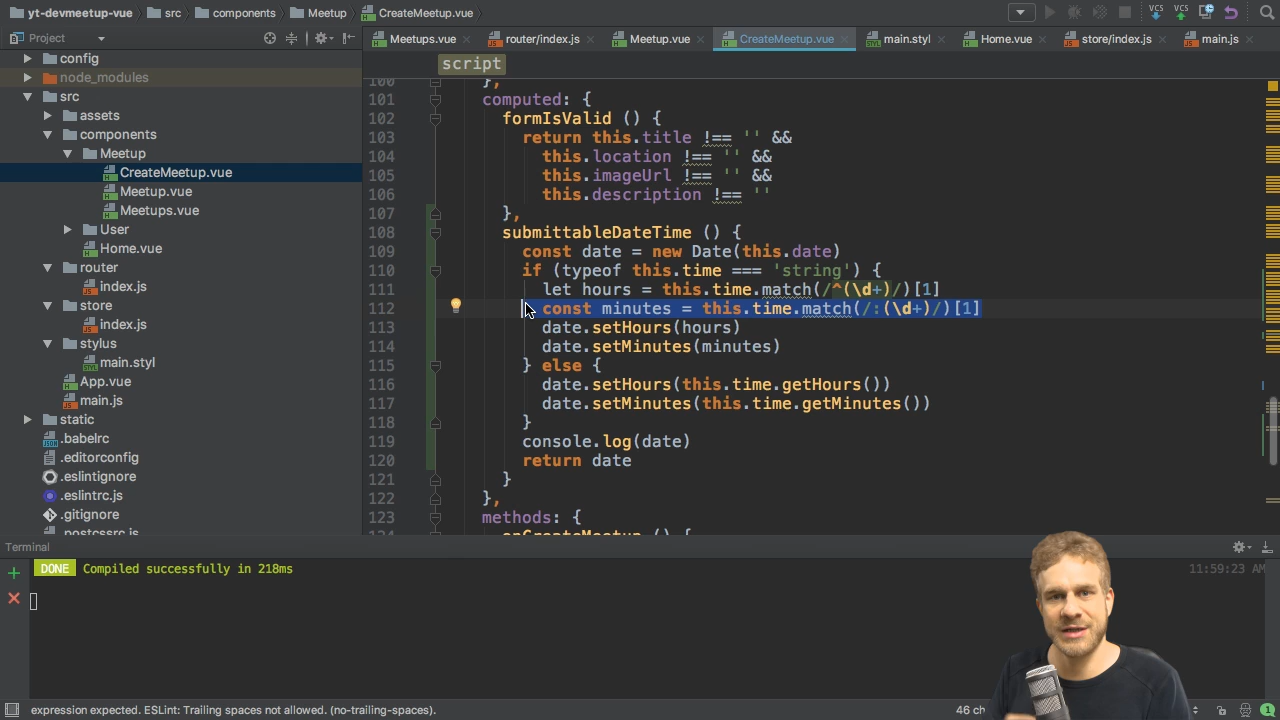 yt-devmeetup-vue
src
components
Meetup
CreateMeetup.vue
VCS
VCS
Project
Meetups.vue
router/index.js
Meetup.vue
CreateMeetup.vue
main.styl
Home.vue
store/index.js
main.js
config
node_modules
src
assets
components
Meetup
CreateMeetup.vue
Meetup.vue
Meetups.vue
User
Home.vue
router
index.js
store
index.js
stylus
main.styl
App.vue
main.js
static
.babelrc
.editorconfig
.eslintignore
.eslintrc.js
.gitignore
.postcssrc.js
script
100 },
101 computed: {
102 formIsValid () {
103 return this.title !== '' &&
104 this.location !== '' &&
105 this.imageUrl !== '' &&
106 this.description !== ''
107 },
108 submittableDateTime () {
109 const date = new Date(this.date)
110 if (typeof this.time === 'string') {
111 let hours = this.time.match(/^(\d+)/)[1]
112 const minutes = this.time.match(/:(\d+)/)[1]
113 date.setHours(hours)
114 date.setMinutes(minutes)
115 } else {
116 date.setHours(this.time.getHours())
117 date.setMinutes(this.time.getMinutes())
118 }
119 console.log(date)
120 return date
121 }
122 },
123 methods: {
124 onCreateMeetup () {
Terminal
DONE Compiled successfully in 218ms
11:59:23 AM
expression expected. ESLint: Trailing spaces not allowed. (no-trailing-spaces).
46 ch
1